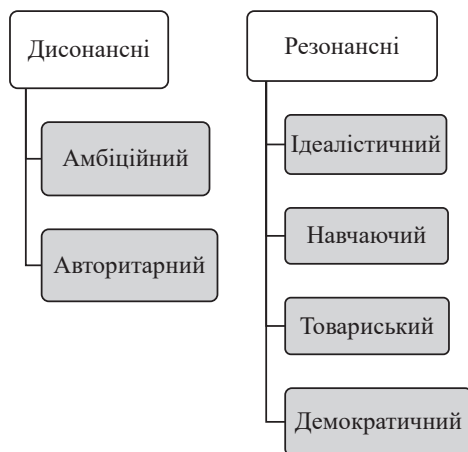 Дисонансні
Амбіційний
Авторитарний
Резонансні
Ідеалістичний
Навчаючий
Товариський
Демократичний